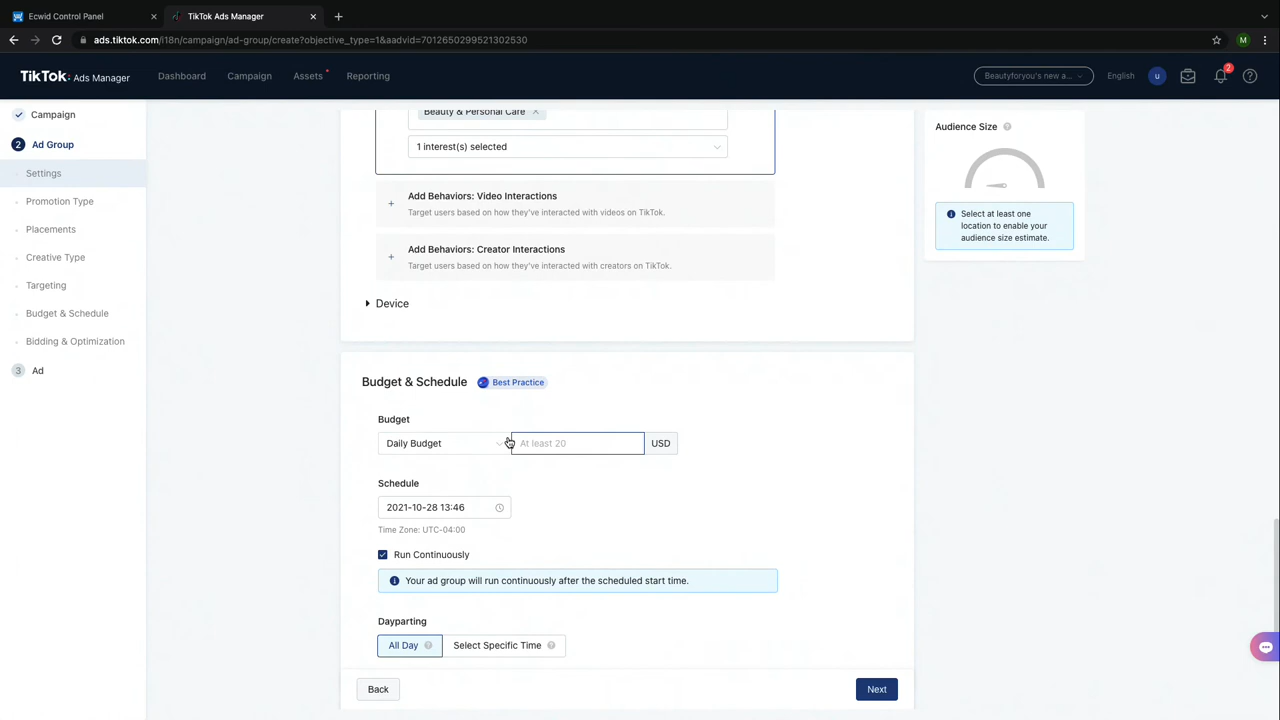 Ecwid Control Panel
TikTok Ads Manager
ads.tiktok.com/i18n/campaign/ad-group/create?objective_type=1&aadvid=7012650299521302530
M
TikTok: Ads Manager
Dashboard
Campaign
Assets
Reporting
Beautyforyou's new a...
English
u
2
Campaign
2 Ad Group
Settings
Promotion Type
Placements
Creative Type
Targeting
Budget & Schedule
Bidding & Optimization
3 Ad
Beauty & Personal Care
1 interest(s) selected
Add Behaviors: Video Interactions
Target users based on how they've interacted with videos on TikTok.
Add Behaviors: Creator Interactions
Target users based on how they've interacted with creators on TikTok.
Device
Budget & Schedule
Best Practice
Budget
Daily Budget
At least 20
USD
Schedule
2021-10-28 13:46
Time Zone: UTC-04:00
Run Continuously
Your ad group will run continuously after the scheduled start time.
Dayparting
All Day
Select Specific Time
Back
Next
Audience Size
Select at least one
location to enable your
audience size estimate.